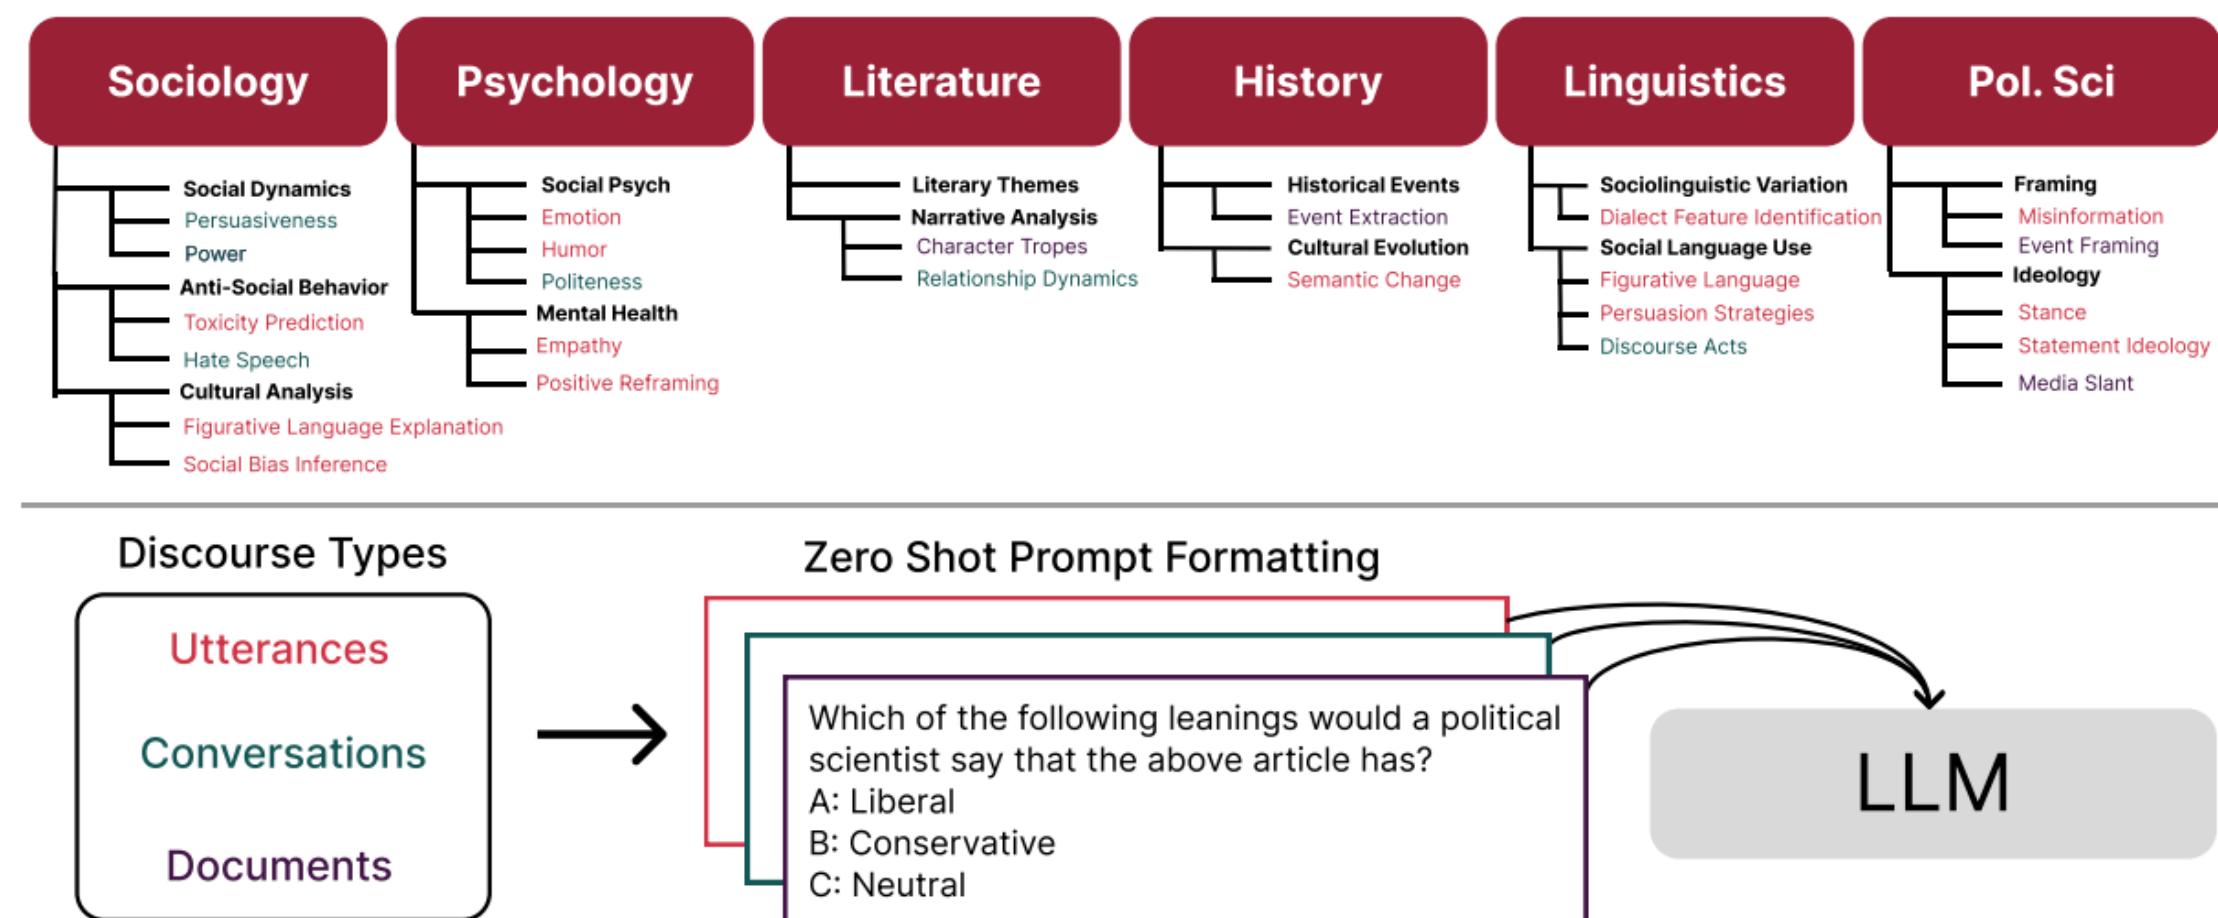 Sociology
Social Dynamics
Persuasiveness
Power
Anti-Social Behavior
Toxicity Prediction
Hate Speech
Cultural Analysis
Figurative Language Explanation
Social Bias Inference
Psychology
Social Psych
Emotion
Humor
Politeness
Mental Health
Empathy
Positive Reframing
Literature
Literary Themes
Narrative Analysis
Character Tropes
Relationship Dynamics
History
Historical Events
Event Extraction
Cultural Evolution
Semantic Change
Linguistics
Sociolinguistic Variation
Dialect Feature Identification
Social Language Use
Figurative Language
Persuasion Strategies
Discourse Acts
Pol. Sci
Framing
Misinformation
Event Framing
Ideology
Stance
Statement Ideology
Media Slant
Discourse Types
Utterances
Conversations
Documents
Zero Shot Prompt Formatting
Which of the following leanings would a political
scientist say that the above article has?
A: Liberal
B: Conservative
C: Neutral
LLM